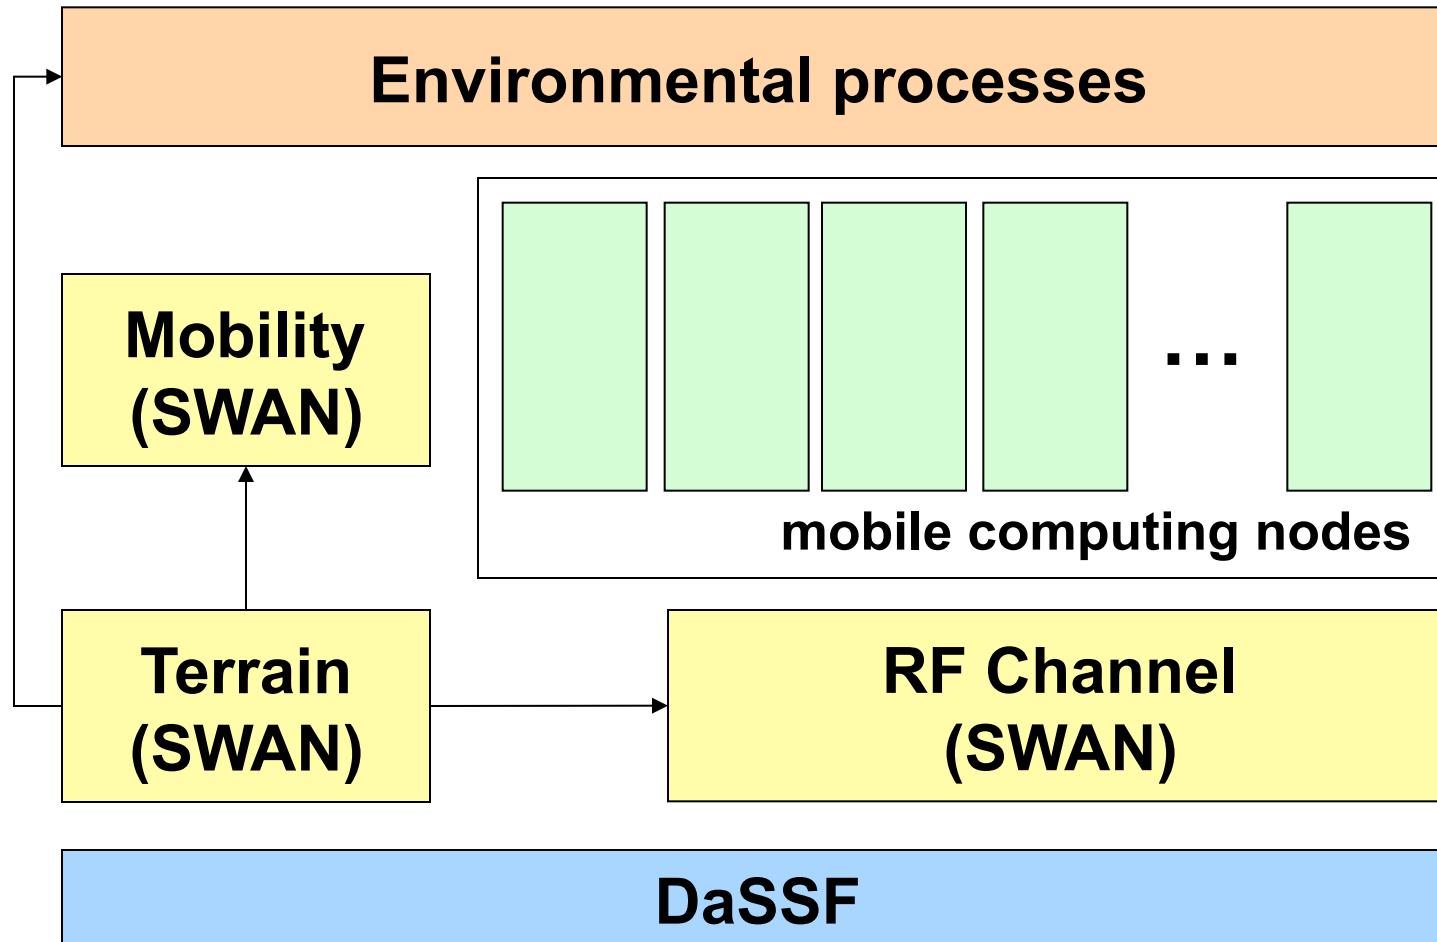 Environmental processes
Mobility
(SWAN)
...
mobile computing nodes
Terrain
(SWAN)
RF Channel
(SWAN)
DaSSF